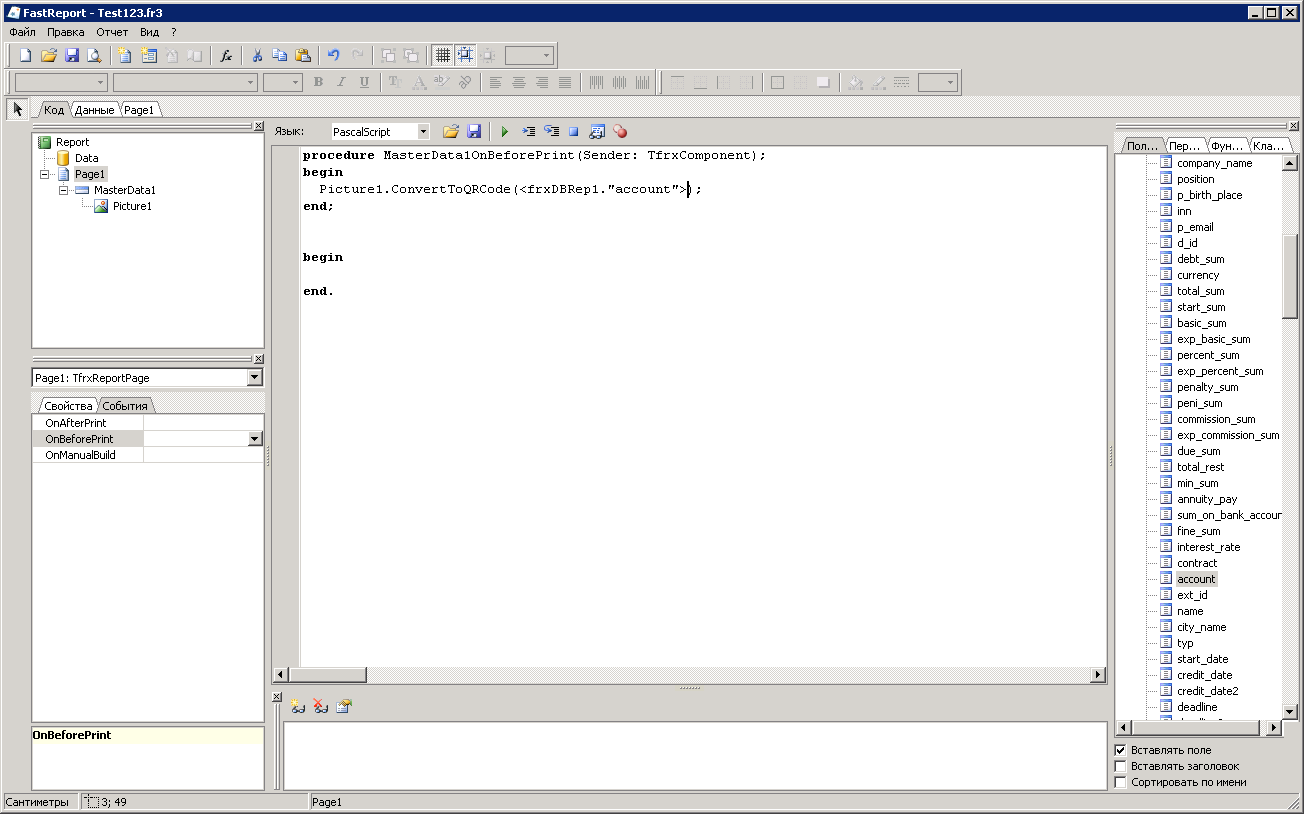 FastReport - Test123.fr3
Файл Правка Отчет Вид ?
Код Данные Page1
Report
Data
Page1
MasterData1
Picture1
Page1: TfrxReportPage
Свойства События
OnAfterPrint
OnBeforePrint
OnManualBuild
OnBeforePrint
Язык: PascalScript
procedure MasterData1OnBeforePrint(Sender: TfrxComponent);
begin
Picture1.ConvertToQRCode(<frxDBRep1."account">);
end;
begin
end.
Пол... Пер... Фун... Кла...
company_name
position
p_birth_place
inn
p_email
d_id
debt_sum
currency
total_sum
start_sum
basic_sum
exp_basic_sum
percent_sum
exp_percent_sum
penalty_sum
peni_sum
commission_sum
exp_commission_sum
due_sum
total_rest
min_sum
annuity_pay
sum_on_bank_accour
fine_sum
interest_rate
contract
account
ext_id
name
city_name
typ
start_date
credit_date
credit_date2
deadline
Вставлять поле
Вставлять заголовок
Сортировать по имени
Сантиметры 3; 49 Page1